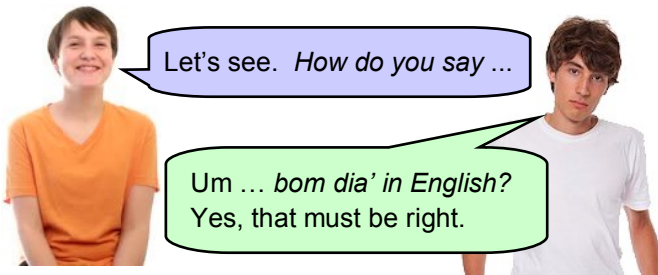 Let's see. How do you say ...
Um … bom dia' in English?
Yes, that must be right.